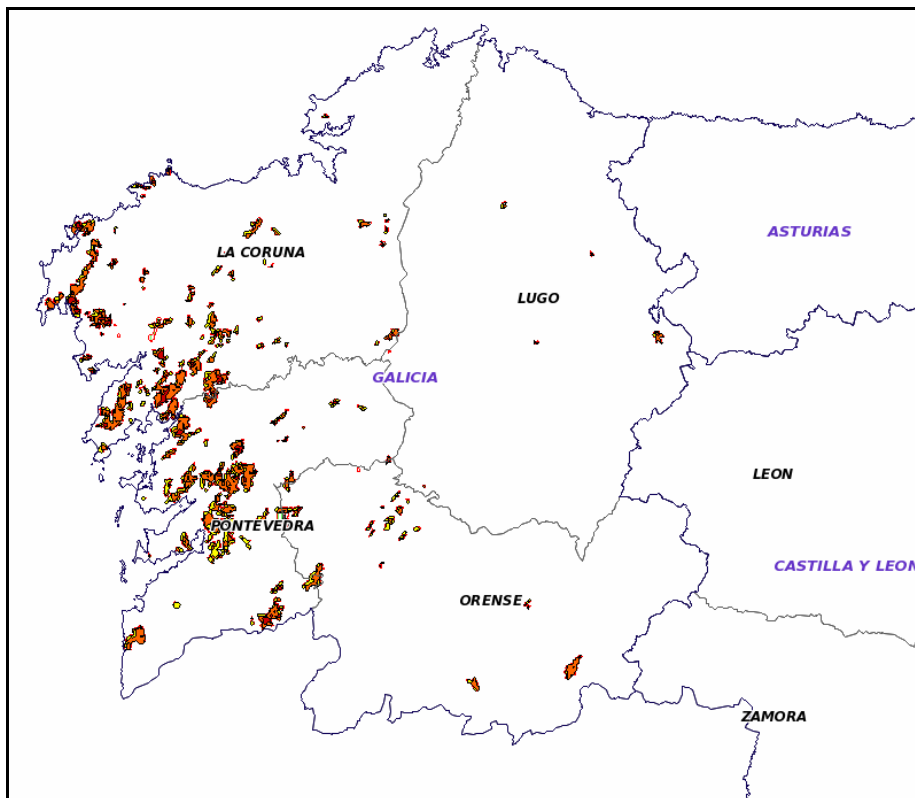 ASTURIAS
LA CORUNA
LUGO
GALICIA
LEON
PONTEVEDRA
CASTILLA Y LEON
ORENSE
ZAMORA